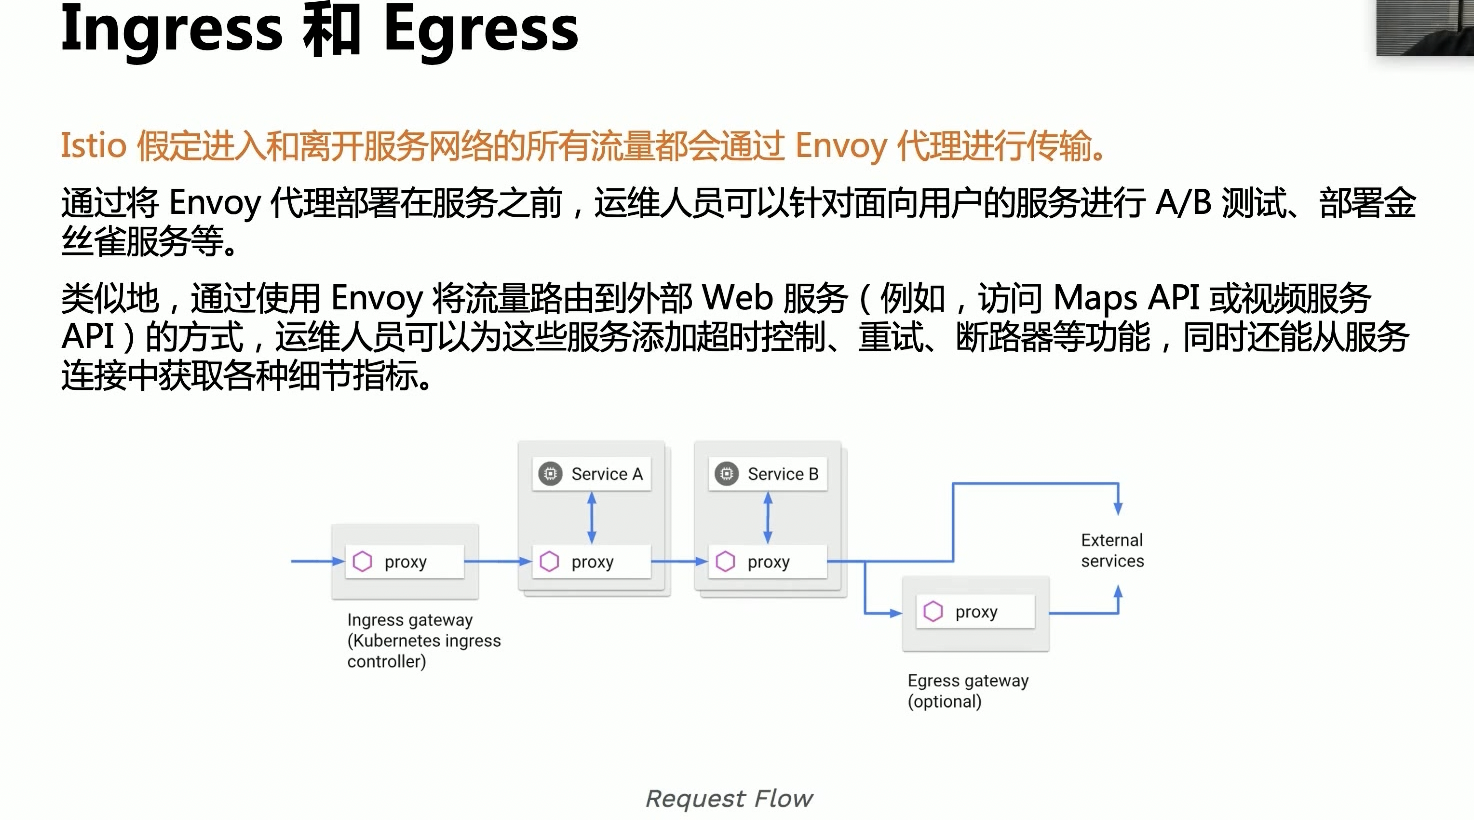 Ingress 和 Egress
Istio 假定进入和离开服务网络的所有流量都会通过 Envoy 代理进行传输。
通过将 Envoy 代理部署在服务之前，运维人员可以针对面向用户的服务进行 A/B 测试、部署金
丝雀服务等。
类似地，通过使用 Envoy 将流量路由到外部 Web 服务（例如，访问 Maps API 或视频服务
API）的方式，运维人员可以为这些服务添加超时控制、重试、断路器等功能，同时还能从服务
连接中获取各种细节指标。
Service A
Service B
proxy
proxy
proxy
External
services
proxy
Ingress gateway
(Kubernetes ingress
controller)
Egress gateway
(optional)
Request Flow